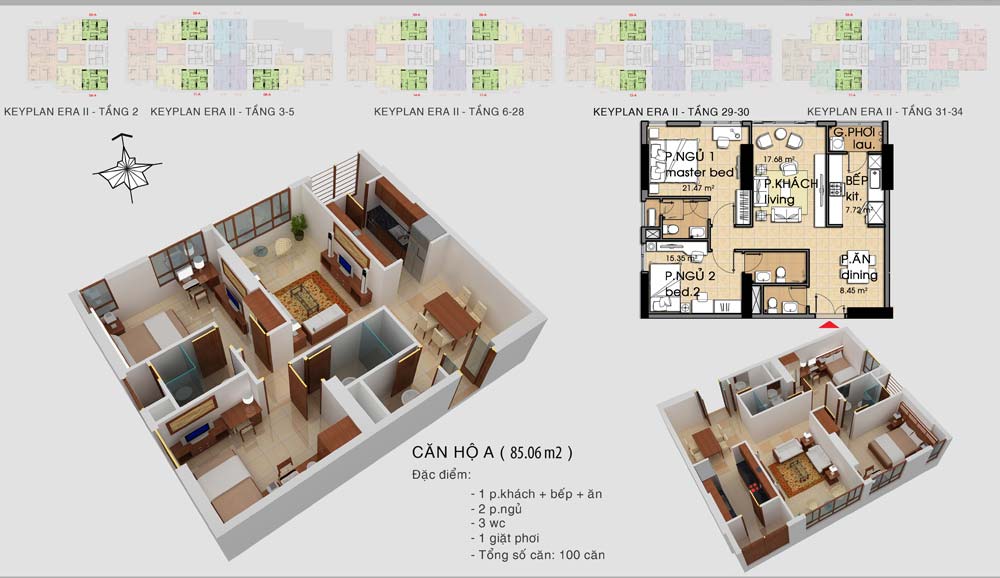 KEYPLAN ERA II - TẦNG 2
KEYPLAN ERA II - TẦNG 3-5
KEYPLAN ERA II - TẦNG 6-28
KEYPLAN ERA II - TẦNG 29-30
KEYPLAN ERA II - TẦNG 31-34
P.NGỦ 1
master bed
21.47 m²
17.68 m²
P.KHÁCH
living
G.PHƠI
lau.
BẾP
kit.
7.72 m²
15.35 m²
P.NGỦ 2
bed.2
P.ĂN
dining
8.45 m²
CĂN HỘ A ( 85.06 m2 )
Đặc điểm:
- 1 p.khách + bếp + ăn
- 2 p.ngủ
- 3 wc
- 1 giặt phơi
- Tổng số căn: 100 căn